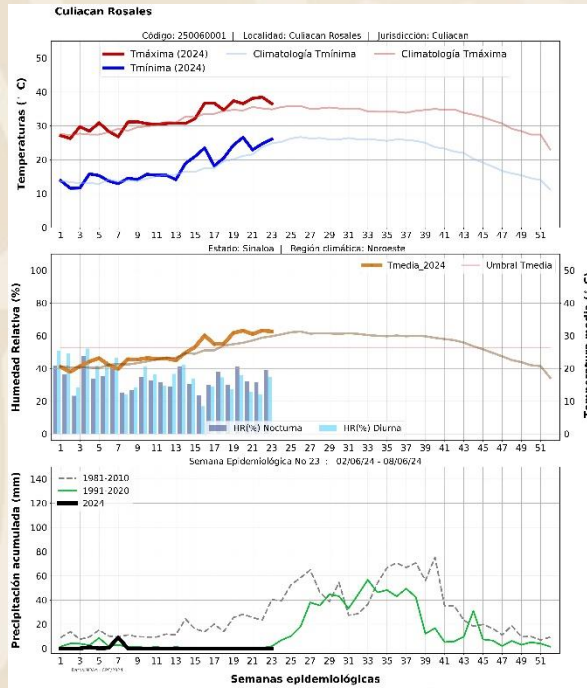 Culiacan Rosales
Código: 250060001 | Localidad: Culiacan Rosales | Jurisdicción: Culiacan
Tmáxima (2024)
Climatología Tmínima
Climatología Tmáxima
Tmínima (2024)
Temperaturas (° C)
50
40
30
20
10
0
1 3 5 7 9 11 13 15 17 19 21 23 25 27 29 31 33 35 37 39 41 43 45 47 49 51
Estado: Sinaloa | Región climática: Noroeste
Tmedia_2024
Umbral Tmedia
Humedad Relativa (%)
100
80
60
40
20
0
50
40
30
20
10
0
Temperatura media (° C)
HR(%) Nocturna
HR(%) Diurna
1 3 5 7 9 11 13 15 17 19 21 23 25 27 29 31 33 35 37 39 41 43 45 47 49 51
Semana Epidemiológica No 23 : 02/06/24 - 08/06/24
1981-2010
1991-2020
2024
Precipitación acumulada (mm)
140
120
100
80
60
40
20
0
1 3 5 7 9 11 13 15 17 19 21 23 25 27 29 31 33 35 37 39 41 43 45 47 49 51
Semanas epidemiológicas